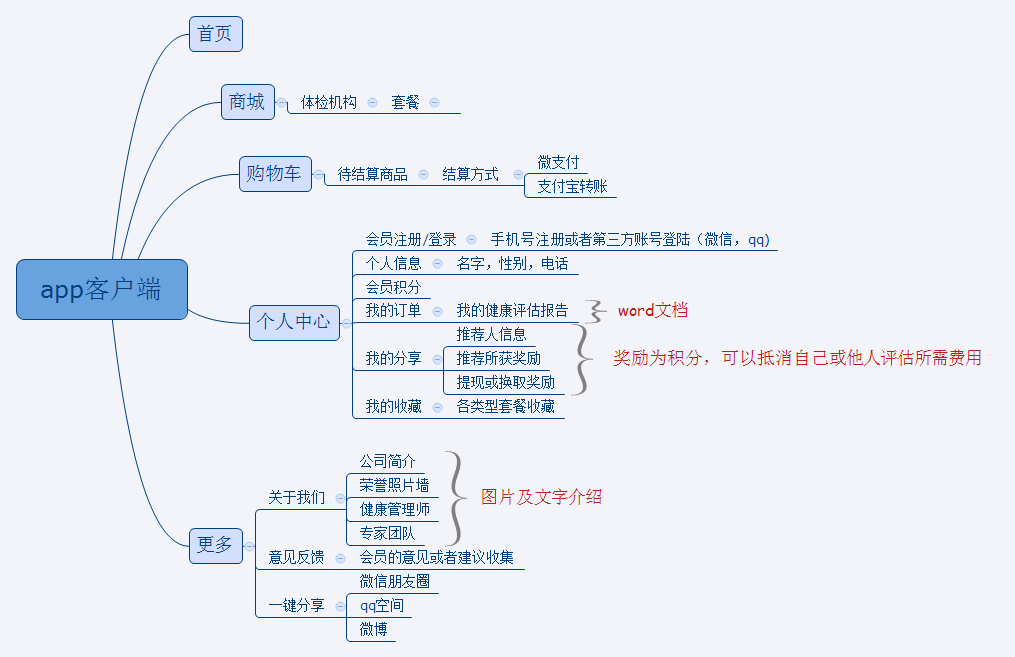 首页
商城
体检机构
套餐
购物车
待结算商品
结算方式
微支付
支付宝转账
app客户端
个人中心
会员注册/登录
手机号注册或者第三方账号登陆（微信，qq)
个人信息
名字，性别，电话
会员积分
我的订单
我的健康评估报告
word文档
我的分享
推荐人信息
推荐所获奖励
提现或换取奖励
奖励为积分，可以抵消自己或他人评估所需费用
我的收藏
各类型套餐收藏
更多
关于我们
公司简介
荣誉照片墙
健康管理师
专家团队
图片及文字介绍
意见反馈
会员的意见或者建议收集
一键分享
微信朋友圈
qq空间
微博